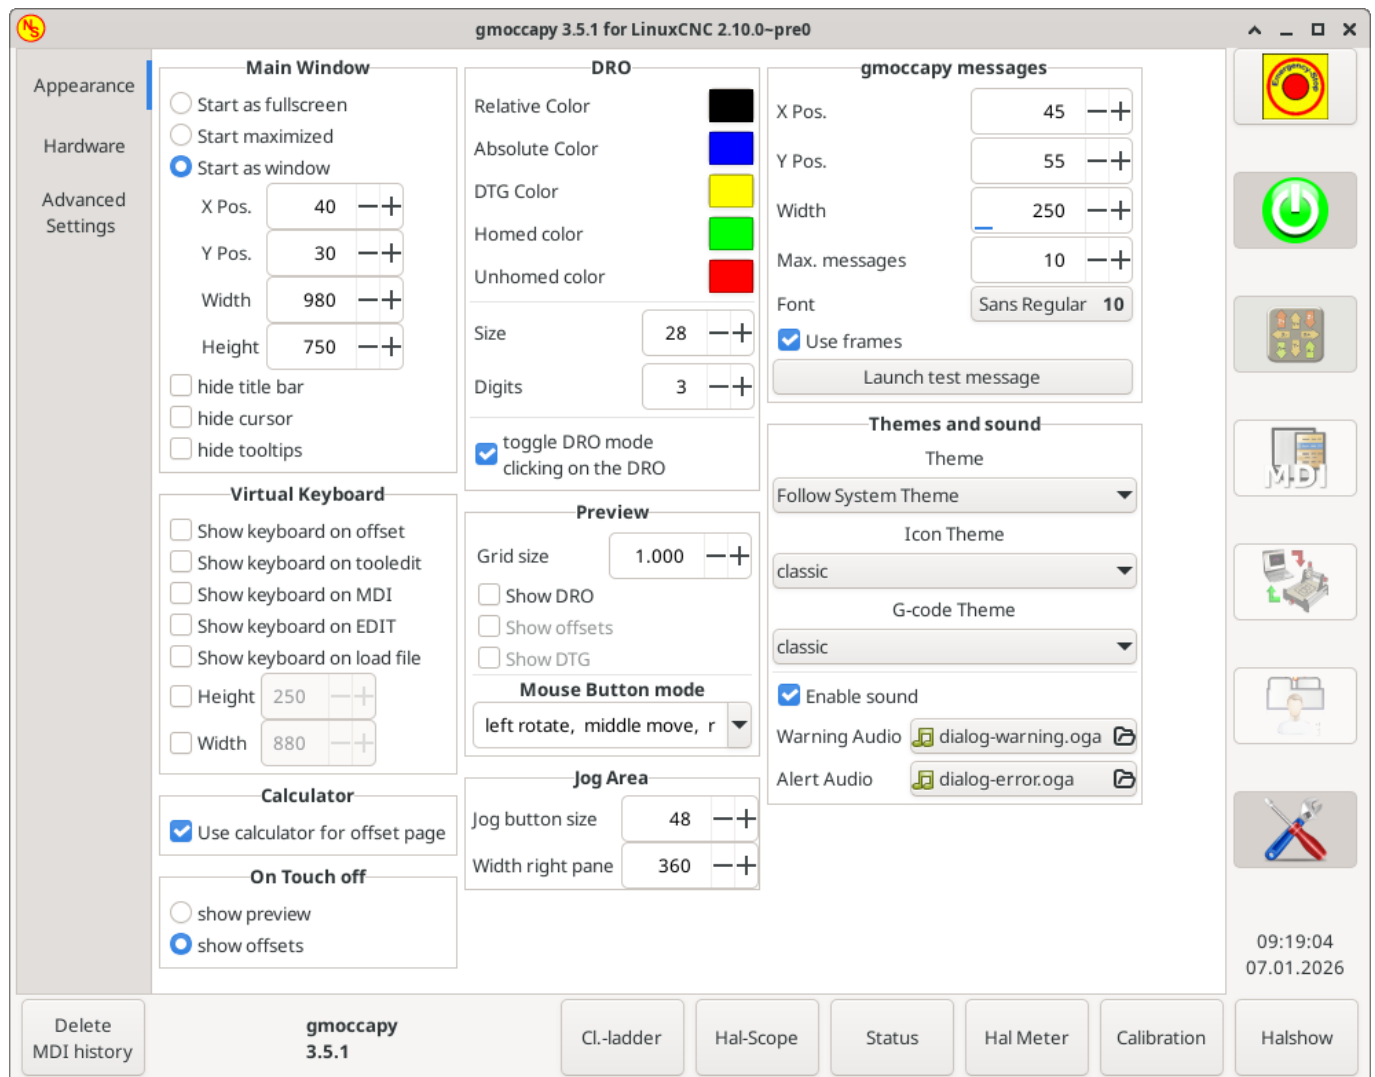 gmoccapy 3.5.1 for LinuxCNC 2.10.0~pre0
Appearance
Hardware
Advanced
Settings
Main Window
Start as fullscreen
Start maximized
Start as window
X Pos. 40
Y Pos. 30
Width 980
Height 750
hide title bar
hide cursor
hide tooltips
Virtual Keyboard
Show keyboard on offset
Show keyboard on tooledit
Show keyboard on MDI
Show keyboard on EDIT
Show keyboard on load file
Height 250
Width 880
Calculator
Use calculator for offset page
On Touch off
show preview
show offsets
DRO
Relative Color
Absolute Color
DTG Color
Homed color
Unhomed color
Size 28
Digits 3
toggle DRO mode
clicking on the DRO
Preview
Grid size 1.000
Show DRO
Show offsets
Show DTG
Mouse Button mode
left rotate, middle move, r
Jog Area
Jog button size 48
Width right pane 360
gmoccapy messages
X Pos. 45
Y Pos. 55
Width 250
Max. messages 10
Font Sans Regular 10
Use frames
Launch test message
Themes and sound
Theme
Follow System Theme
Icon Theme
classic
G-code Theme
classic
Enable sound
Warning Audio dialog-warning.oga
Alert Audio dialog-error.oga
Emergency-Stop
MDI
09:19:04
07.01.2026
Delete
MDI history
gmoccapy
3.5.1
Cl.-ladder
Hal-Scope
Status
Hal Meter
Calibration
Halshow